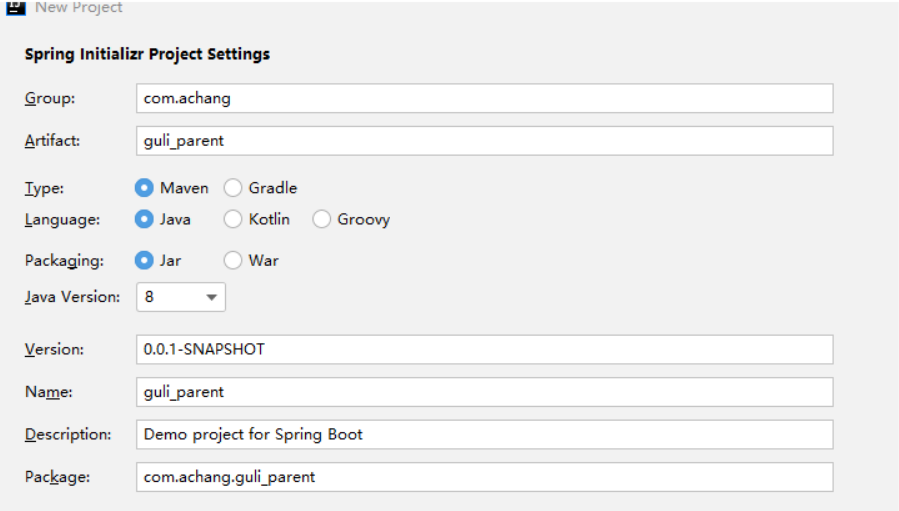 New Project
Spring Initializr Project Settings
Group: com.achang
Artifact: guli_parent
Type: Maven Gradle
Language: Java Kotlin Groovy
Packaging: Jar War
Java Version: 8
Version: 0.0.1-SNAPSHOT
Name: guli_parent
Description: Demo project for Spring Boot
Package: com.achang.guli_parent